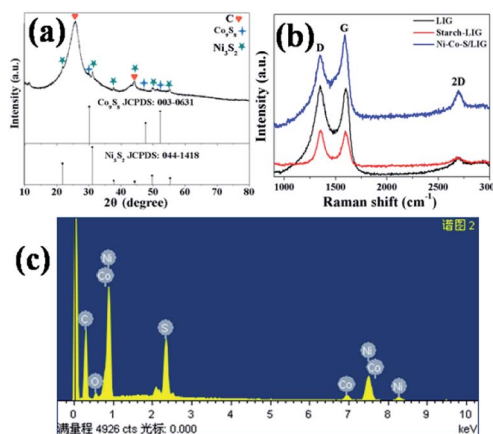 (a)
C
Co₉S₈
Ni₃S₂
Co₉S₈ JCPDS: 003-0631
Ni₃S₂ JCPDS: 044-1418
Intensity (a.u.)
10 20 30 40 50 60 70 80
2θ (degree)
(b)
LIG
Starch-LIG
Ni-Co-S/LIG
D
G
2D
Intensity (a.u.)
1000 1500 2000 2500 300
Raman shift (cm⁻¹)
(c)
谱图 2
Ni
Co
C
O
S
Ni
Co
Co
Ni
0 1 2 3 4 5 6 7 8 9 10
满量程 4926 cts 光标: 0.000
keV